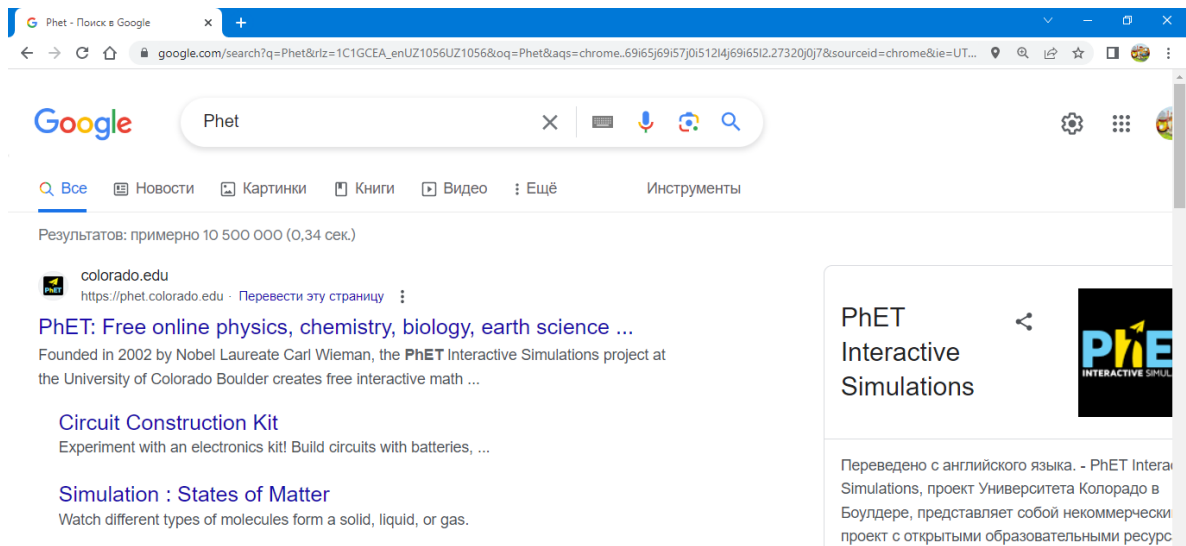 Phet - Поиск в Google
google.com/search?q=Phet&rlz=1C1GCEA_enUZ1056UZ1056&oq=Phet&aqs=chrome..69i65j69i57j0i512l4j69i65l2.27320j0j7&sourceid=chrome&ie=UT...
Google
Phet
Все Новости Картинки Книги Видео Ещё Инструменты
Результатов: примерно 10 500 000 (0,34 сек.)
PhET
colorado.edu
https://phet.colorado.edu · Перевести эту страницу
PhET: Free online physics, chemistry, biology, earth science ...
Founded in 2002 by Nobel Laureate Carl Wieman, the PhET Interactive Simulations project at
the University of Colorado Boulder creates free interactive math ...
Circuit Construction Kit
Experiment with an electronics kit! Build circuits with batteries, ...
Simulation : States of Matter
Watch different types of molecules form a solid, liquid, or gas.
PhET
Interactive
Simulations
PhE
INTERACTIVE SIMUL
Переведено с английского языка. - PhET Intera
Simulations, проект Университета Колорадо в
Боулдере, представляет собой некоммерчески
проект с открытыми образовательными ресурс